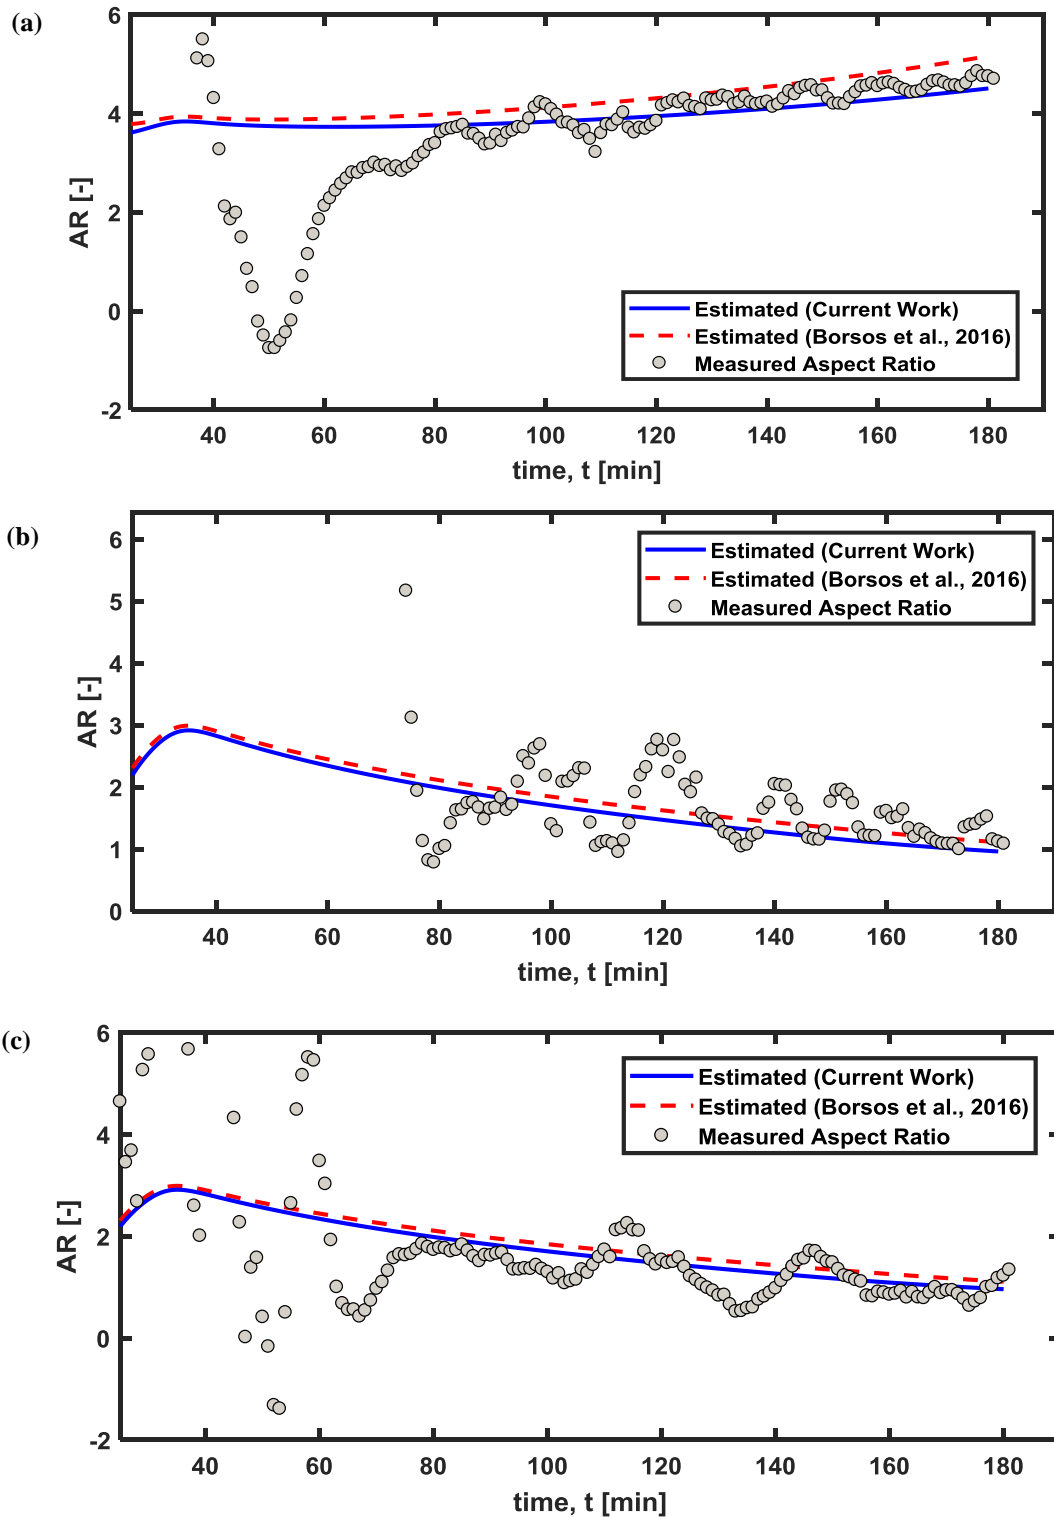 (a)
6
4
2
0
-2
AR [-]
Estimated (Current Work)
Estimated (Borsos et al., 2016)
Measured Aspect Ratio
40 60 80 100 120 140 160 180
time, t [min]
(b)
6
5
4
3
2
1
0
AR [-]
Estimated (Current Work)
Estimated (Borsos et al., 2016)
Measured Aspect Ratio
40 60 80 100 120 140 160 180
time, t [min]
(c)
6
4
2
0
-2
AR [-]
Estimated (Current Work)
Estimated (Borsos et al., 2016)
Measured Aspect Ratio
40 60 80 100 120 140 160 180
time, t [min]